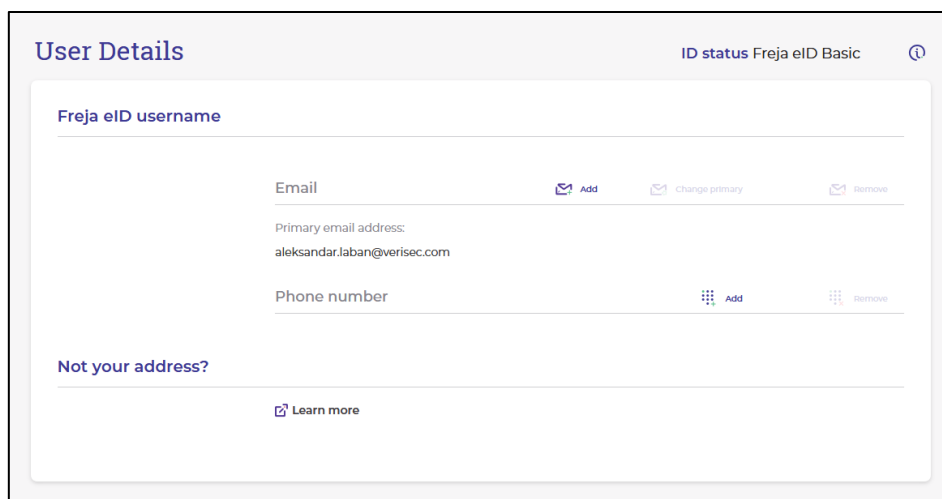 User Details
ID status Freja eID Basic
Freja eID username
Email Add Change primary Remove
Primary email address:
aleksandar.laban@verisec.com
Phone number Add Remove
Not your address?
Learn more